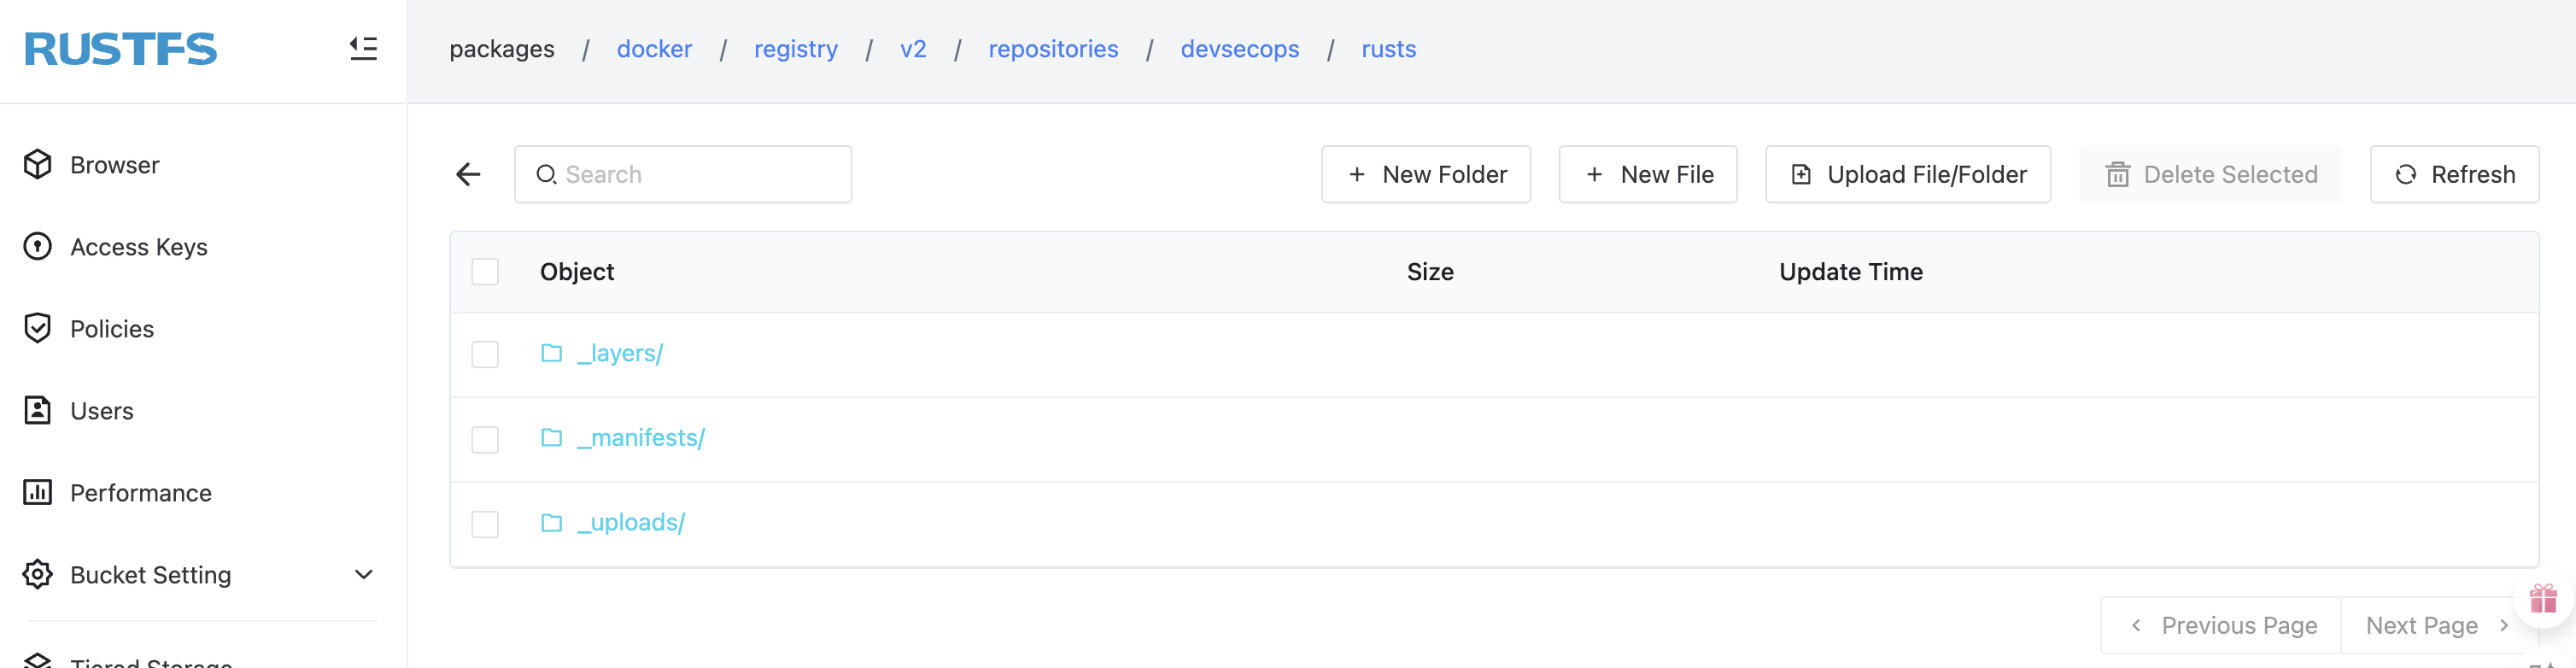 RUSTFS
packages / docker / registry / v2 / repositories / devsecops / rusts
Browser
Access Keys
Policies
Users
Performance
Bucket Setting
Tiered Storage
Search
+ New Folder
+ New File
Upload File/Folder
Delete Selected
Refresh
Object Size Update Time
_layers/
_manifests/
_uploads/
< Previous Page
Next Page >